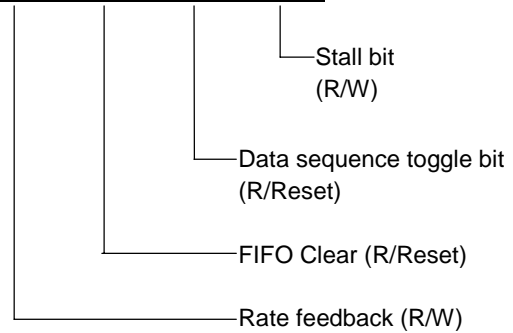 Stall bit
(R/W)
Data sequence toggle bit
(R/Reset)
FIFO Clear (R/Reset)
Rate feedback (R/W)